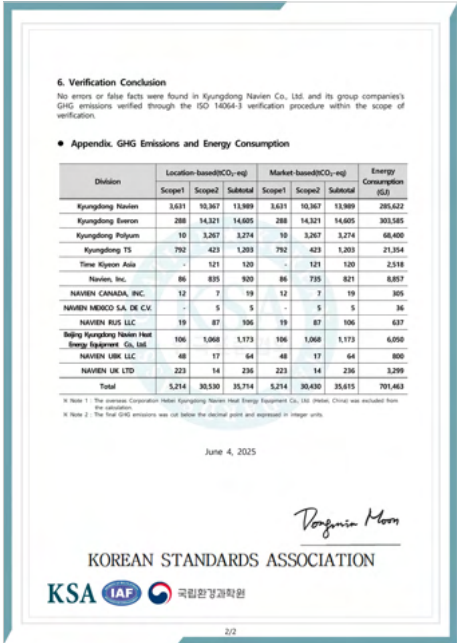 6. Verification Conclusion
No errors or false facts were found in Kyungdong Navien Co., Ltd. and its group companies's
GHG emissions verified through the ISO 14064-3 verification procedure within the scope of
verification.
● Appendix. GHG Emissions and Energy Consumption
Division Location-based(tCO₂-eq) Market-based(tCO₂-eq) Energy Consumption (GJ)
Scope1 Scope2 Subtotal Scope1 Scope2 Subtotal
Kyungdong Navien 3,631 10,367 13,989 3,631 10,367 13,989 285,622
Kyungdong Everon 288 14,321 14,605 288 14,321 14,605 303,585
Kyungdong Polyum 10 3,267 3,274 10 3,267 3,274 68,400
Kyungdong TS 792 423 1,203 792 423 1,203 21,354
Time Kiyeon Asia - 121 120 - 121 120 2,518
Navien, Inc. 86 835 920 86 735 821 8,857
NAVIEN CANADA, INC. 12 7 19 12 7 19 305
NAVIEN MEXICO S.A. DE C.V. - 5 5 - 5 5 36
NAVIEN RUS LLC 19 87 106 19 87 106 637
Beijing Kyungdong Navien Heat Energy Equipment Co., Ltd. 106 1,068 1,173 106 1,068 1,173 6,050
NAVIEN UBK LLC 48 17 64 48 17 64 800
NAVIEN UK LTD 223 14 236 223 14 236 3,299
Total 5,214 30,530 35,714 5,214 30,430 35,615 701,463
※ Note 1 : The overseas Corporation Hebei Kyungdong Navien Heat Energy Equipment Co., Ltd. (Hebei, China) was excluded from
the calculation.
※ Note 2 : The final GHG emissions was cut below the decimal point and expressed in integer units.
June 4, 2025
Dongmin Moon
KOREAN STANDARDS ASSOCIATION
KSA IAF 국립환경과학원
2/2